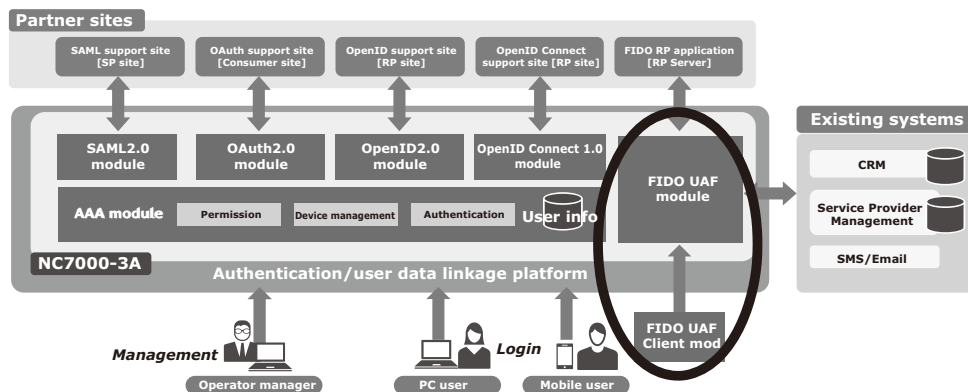 Partner sites
SAML support site
[SP site]
OAuth support site
[Consumer site]
OpenID support site
[RP site]
OpenID Connect
support site [RP site]
FIDO RP application
[RP Server]
SAML2.0
module
OAuth2.0
module
OpenID2.0
module
OpenID Connect 1.0
module
FIDO UAF
module
AAA module
Permission
Device management
Authentication
User info
NC7000-3A
Authentication/user data linkage platform
Existing systems
CRM
Service Provider
Management
SMS/Email
Management
Login
FIDO UAF
Client mod
Operator manager
PC user
Mobile user